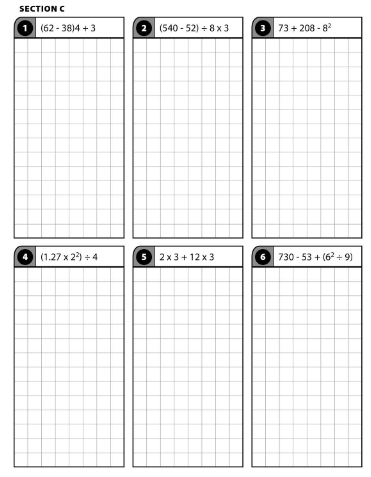 SECTION C
1 (62 - 38)4 + 3
2 (540 - 52) ÷ 8 x 3
3 73 + 208 - 8²
4 (1.27 x 2²) ÷ 4
5 2 x 3 + 12 x 3
6 730 - 53 + (6² ÷ 9)